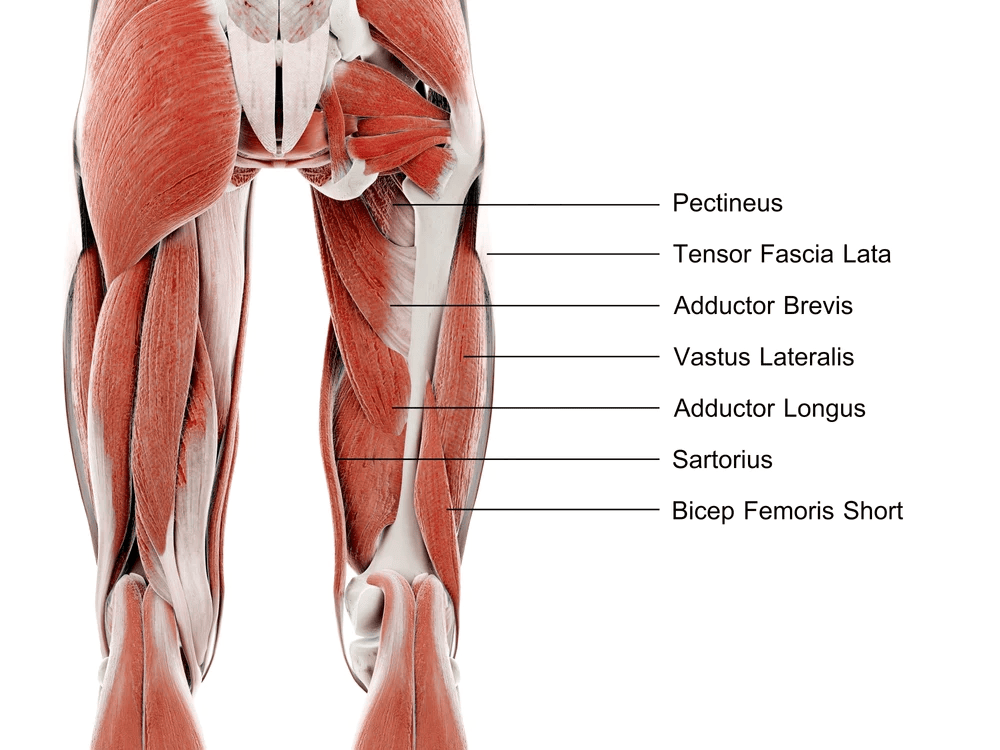 Pectineus
Tensor Fascia Lata
Adductor Brevis
Vastus Lateralis
Adductor Longus
Sartorius
Bicep Femoris Short